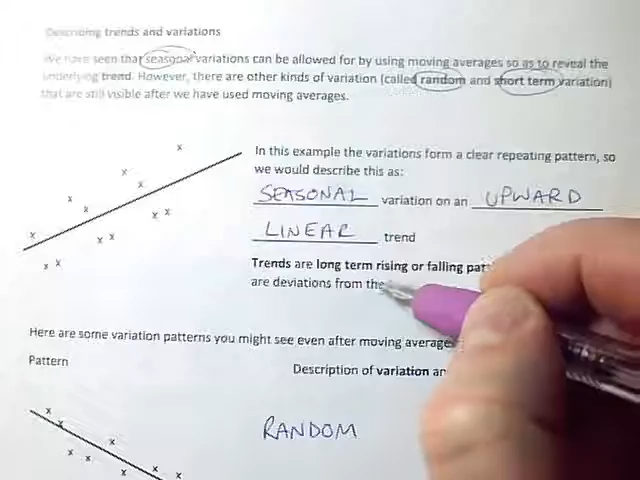 Describing trends and variations
We have seen that seasonal variations can be allowed for by using moving averages so as to reveal the
underlying trend. However, there are other kinds of variation (called random and short term variation)
that are still visible after we have used moving averages.
In this example the variations form a clear repeating pattern, so
we would describe this as:
SEASONAL variation on an UPWARD
LINEAR trend
Trends are long term rising or falling
are deviations from the
Here are some variation patterns you might see even after moving
Pattern
Description of variation
RANDOM